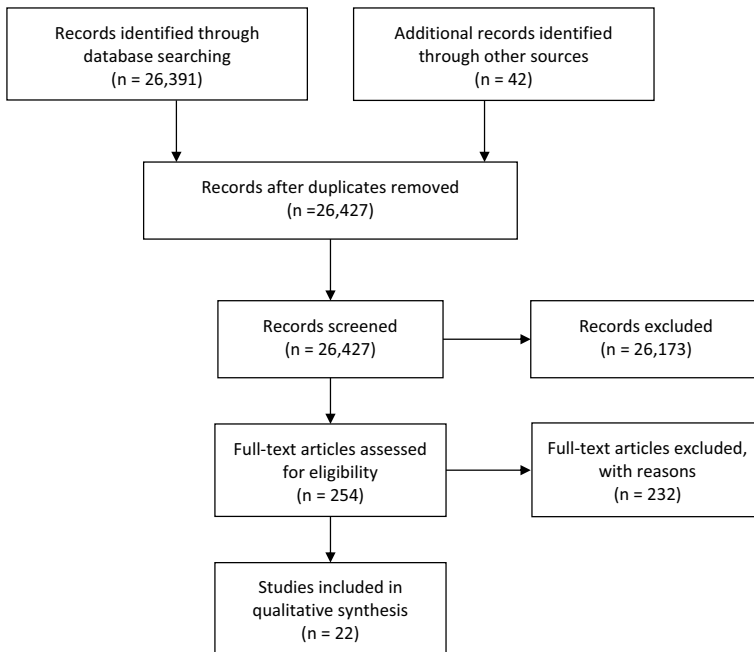 Records identified through
database searching
(n = 26,391)
Additional records identified
through other sources
(n = 42)
Records after duplicates removed
(n =26,427)
Records screened
(n = 26,427)
Records excluded
(n = 26,173)
Full-text articles assessed
for eligibility
(n = 254)
Full-text articles excluded,
with reasons
(n = 232)
Studies included in
qualitative synthesis
(n = 22)